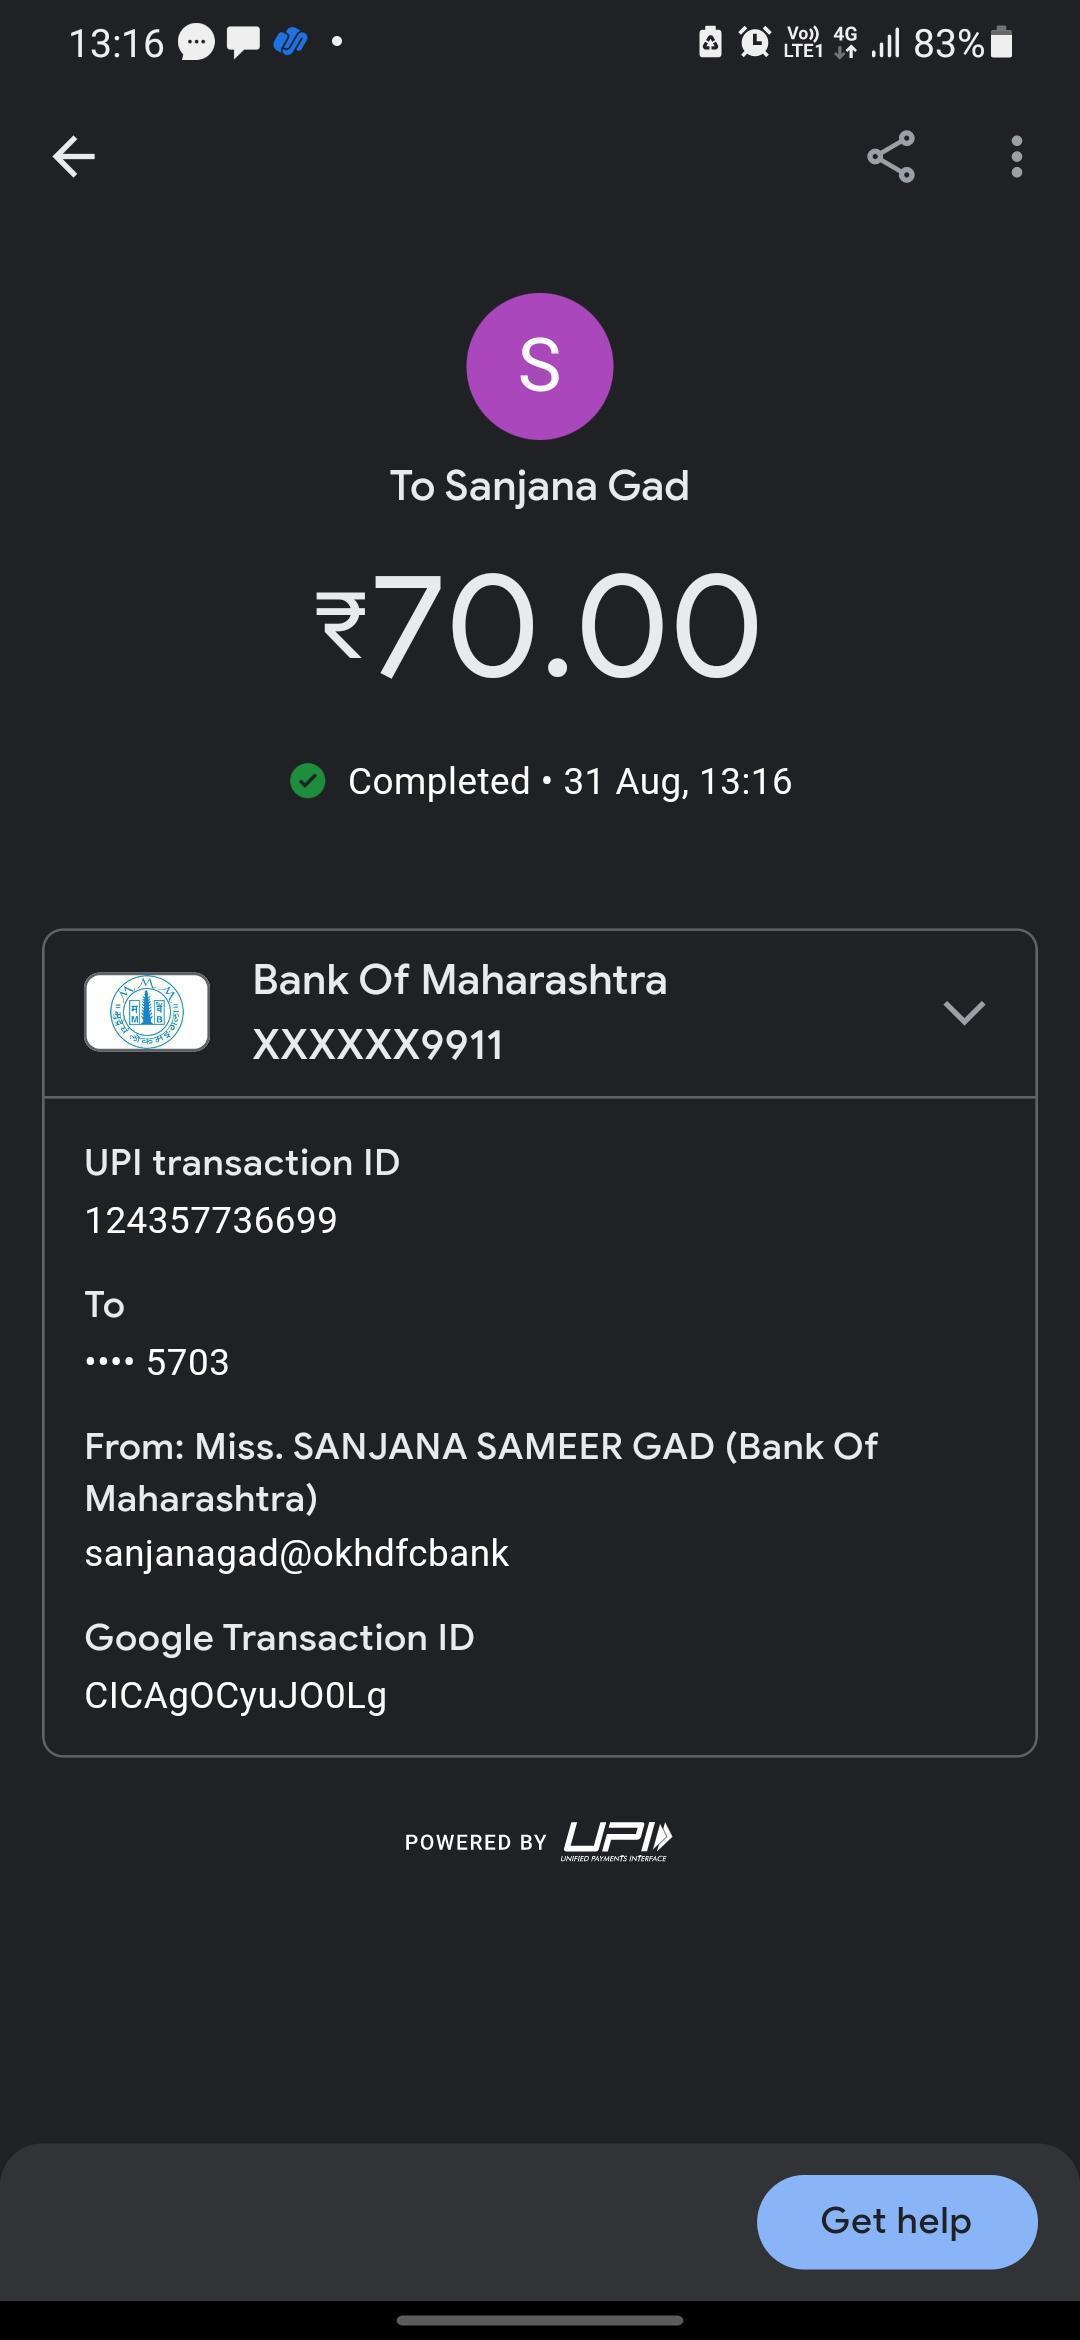 13:16
Vo)) 4G
LTE1
83%
S
To Sanjana Gad
₹70.00
Completed • 31 Aug, 13:16
Bank Of Maharashtra
XXXXXX9911
UPI transaction ID
124357736699
To
•••• 5703
From: Miss. SANJANA SAMEER GAD (Bank Of
Maharashtra)
sanjanagad@okhdfcbank
Google Transaction ID
CICAgOCyuJO0Lg
POWERED BY UPI
UNIFIED PAYMENTS INTERFACE
Get help